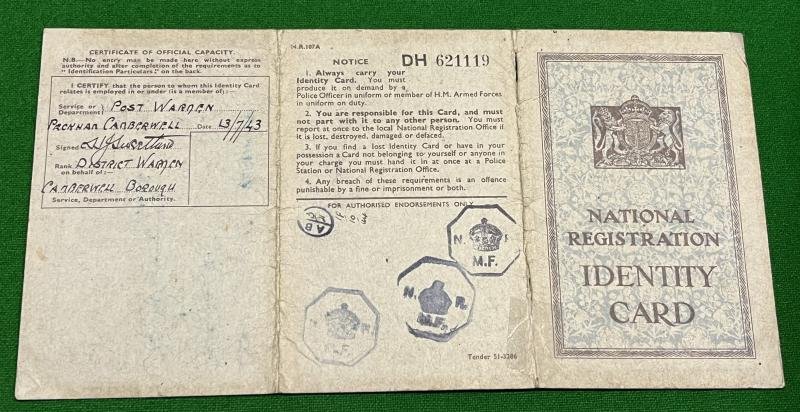 CERTIFICATE OF OFFICIAL CAPACITY.
N.B.—No entry may be made here without express
authority and after completion of the requirements as to
"Identification Particulars" on the back.
I CERTIFY that the person to whom this Identity Card
relates is employed in or under (is a member of):—
Service or
Department} POST WARDEN
PECKHAM CAMBERWELL Date 13/7/43
Signed
Rank DISTRICT WARDEN
on behalf of:—
CAMBERWELL BOROUGH
Service, Department or Authority.
N.R.107A
NOTICE DH 621119
1. Always carry your
Identity Card. You must
produce it on demand by a
Police Officer in uniform or member of H.M. Armed Forces
in uniform on duty.
2. You are responsible for this Card, and must
not part with it to any other person. You must
report at once to the local National Registration Office if
it is lost, destroyed, damaged or defaced.
3. If you find a lost Identity Card or have in your
possession a Card not belonging to yourself or anyone in
your charge you must hand it in at once at a Police
Station or National Registration Office.
4. Any breach of these requirements is an offence
punishable by a fine or imprisonment or both.
FOR AUTHORISED ENDORSEMENTS ONLY
AB
N. R
M.F.
N. R.
M.F.
N.
M.F.
Tender 51-3206
NATIONAL
REGISTRATION
IDENTITY
CARD